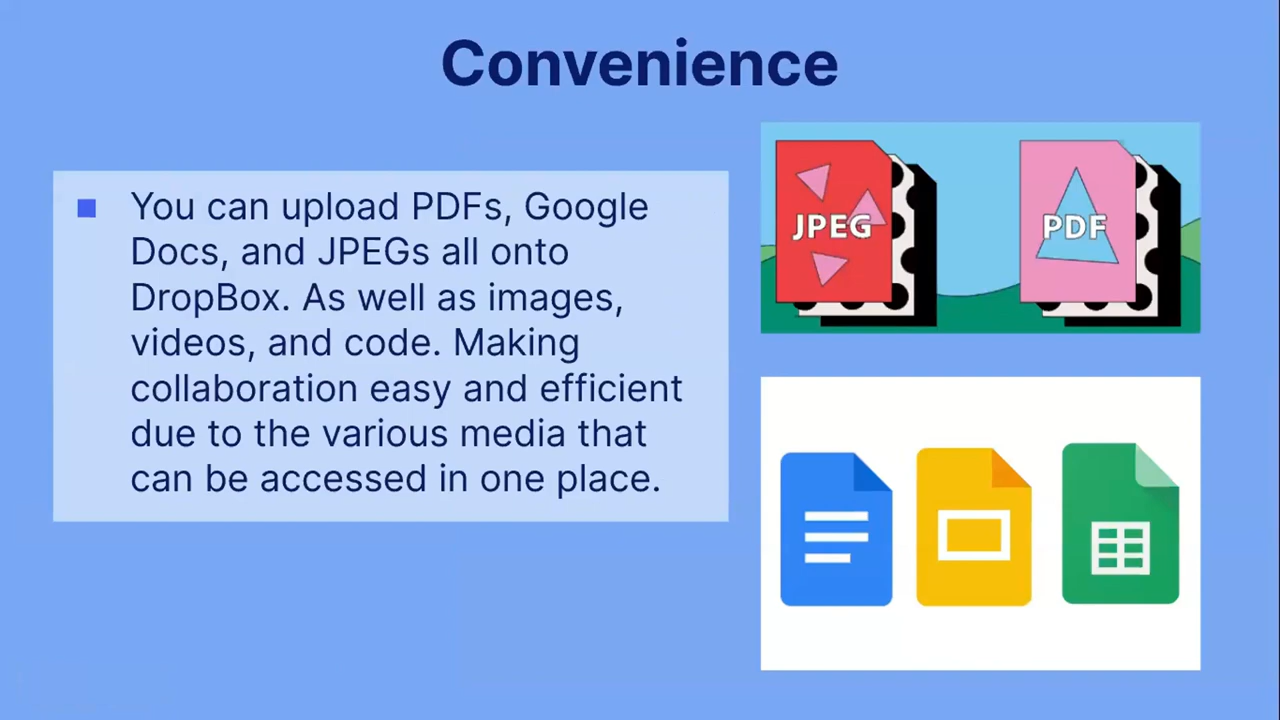 Convenience
You can upload PDFs, Google
Docs, and JPEGs all onto
DropBox. As well as images,
videos, and code. Making
collaboration easy and efficient
due to the various media that
can be accessed in one place.
JPEG
PDF